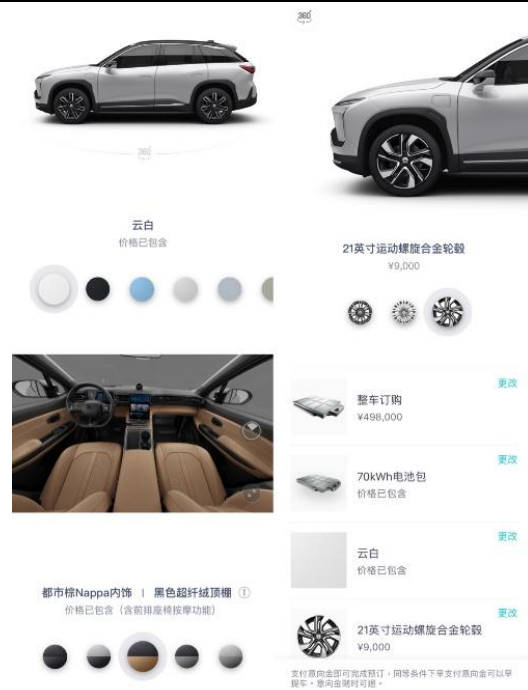 360°
云白
价格已包含
都市棕Nappa内饰 | 黑色超纤绒顶棚
价格已包含（含前排座椅按摩功能）
360°
21英寸运动螺旋合金轮毂
¥9,000
更改
整车订购
¥498,000
更改
70kWh电池包
价格已包含
更改
云白
价格已包含
更改
21英寸运动螺旋合金轮毂
¥9,000
支付意向金即可完成预订，同等条件下早支付意向金可以早
提车。意向金随时可退。